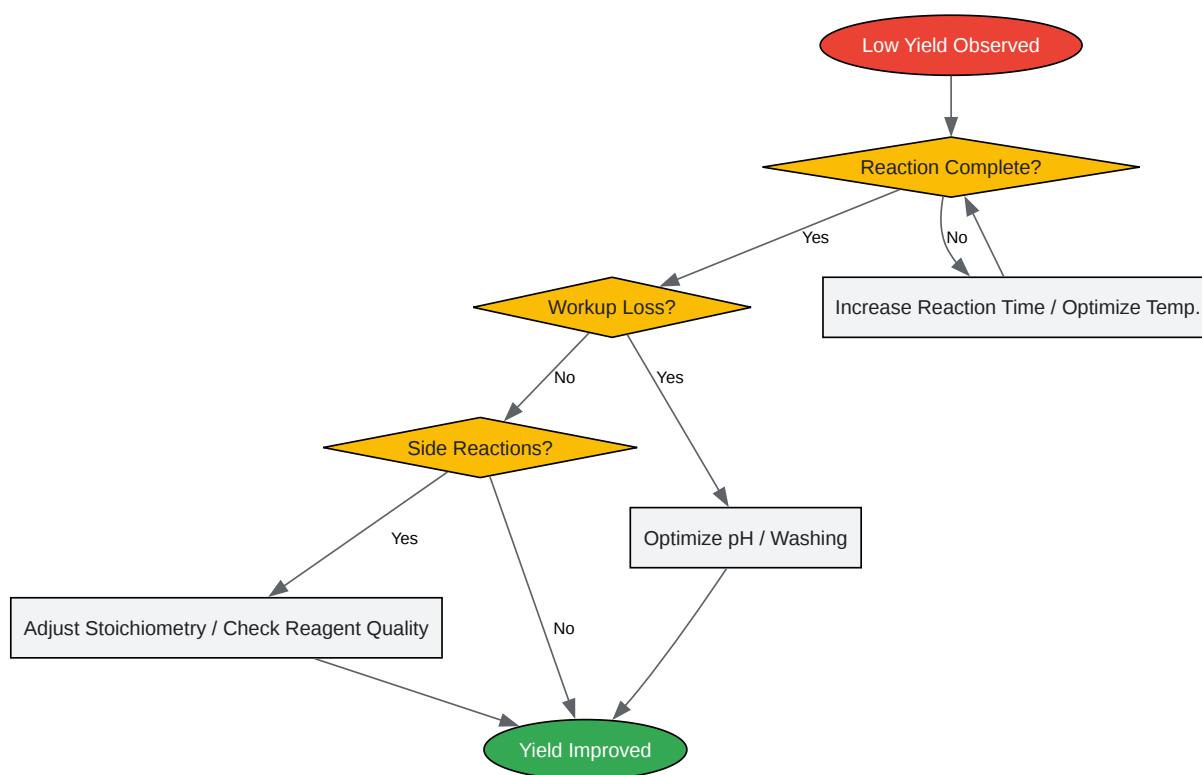 Low Yield Observed
Reaction Complete?
Yes
No
Workup Loss?
Increase Reaction Time / Optimize Temp.
No
Yes
Side Reactions?
Optimize pH / Washing
Yes
Adjust Stoichiometry / Check Reagent Quality
No
Yield Improved